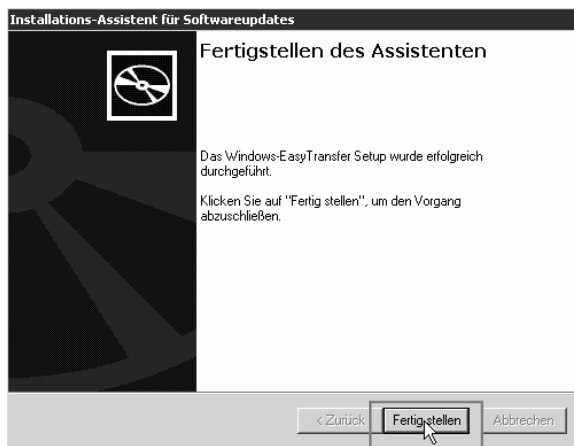 Installations-Assistent für Softwareupdates
Fertigstellen des Assistenten
Das Windows-EasyTransfer Setup wurde erfolgreich
durchgeführt.
Klicken Sie auf "Fertig stellen", um den Vorgang
abzuschließen.
< Zurück Fertig stellen Abbrechen